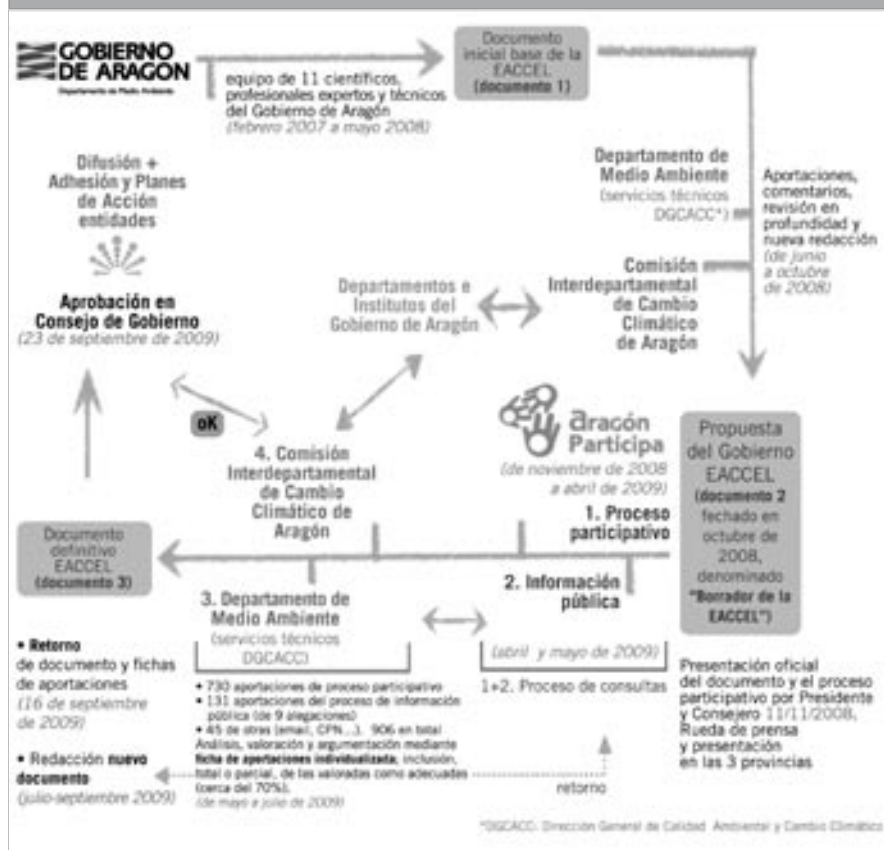 GOBIERNO
DE ARAGON
Departamento de Medio Ambiente
equipo de 11 científicos,
profesionales expertos y técnicos
del Gobierno de Aragón
(febrero 2007 a mayo 2008)
Documento
inicial base de la
EACCEL
(documento 1)
Departamento de
Medio Ambiente
(servicios técnicos
DGCACC*)
Aportaciones,
comentarios,
revisión en
profundidad y
nueva redacción
(de junio
a octubre
de 2008)
Comisión
Interdepartamental
de Cambio
Climático
de Aragón
Departamentos e
Institutos del
Gobierno de Aragón
Difusión +
Adhesión y Planes
de Acción
entidades
Aprobación en
Consejo de Gobierno
(23 de septiembre de 2009)
oK
4. Comisión
Interdepartamental
de Cambio
Climático de
Aragón
aragón
Participa
(de noviembre de 2008
a abril de 2009)
1. Proceso
participativo
Propuesta
del Gobierno
EACCEL
(documento 2
fechado en
octubre de
2008,
denominado
"Borrador de la
EACCEL")
Documento
definitivo
EACCEL
(documento 3)
2. Información
pública
3. Departamento de
Medio Ambiente
(servicios técnicos
DGCACC)
(abril y mayo de 2009)
1+2. Proceso de consultas
• Retorno
de documento y fichas
de aportaciones
(16 de septiembre
de 2009)
• Redacción nuevo
documento
(julio-septiembre 2009)
• 730 aportaciones de proceso participativo
• 131 aportaciones del proceso de información
pública (de 9 alegaciones)
• 45 de otras (email, CPN...). 906 en total
Análisis, valoración y argumentación mediante
ficha de aportaciones individualizada, inclusión,
total o parcial, de las valoradas como adecuadas
(cerca del 70%).
(de mayo a julio de 2009)
retorno
Presentación oficial
del documento y el proceso
participativo por Presidente
y Consejero 11/11/2008.
Rueda de prensa
y presentación
en las 3 provincias
*DGCACC: Dirección General de Calidad Ambiental y Cambio Climático